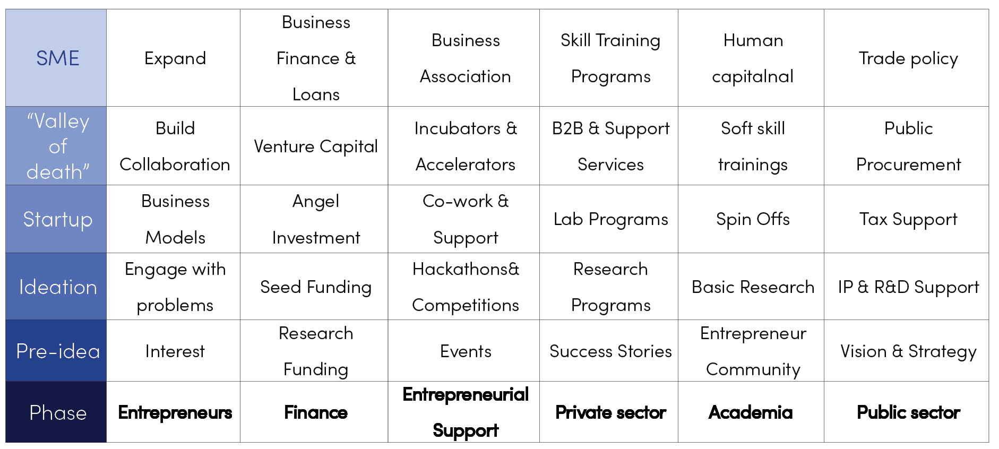 SME
Expand
Business
Finance &
Loans
Business
Association
Skill Training
Programs
Human
capitalnal
Trade policy
“Valley
of
death”
Build
Collaboration
Venture Capital
Incubators &
Accelerators
B2B & Support
Services
Soft skill
trainings
Public
Procurement
Startup
Business
Models
Angel
Investment
Co-work &
Support
Lab Programs
Spin Offs
Tax Support
Ideation
Engage with
problems
Seed Funding
Hackathons&
Competitions
Research
Programs
Basic Research
IP & R&D Support
Pre-idea
Interest
Research
Funding
Events
Success Stories
Entrepreneur
Community
Vision & Strategy
Phase
Entrepreneurs
Finance
Entrepreneurial
Support
Private sector
Academia
Public sector